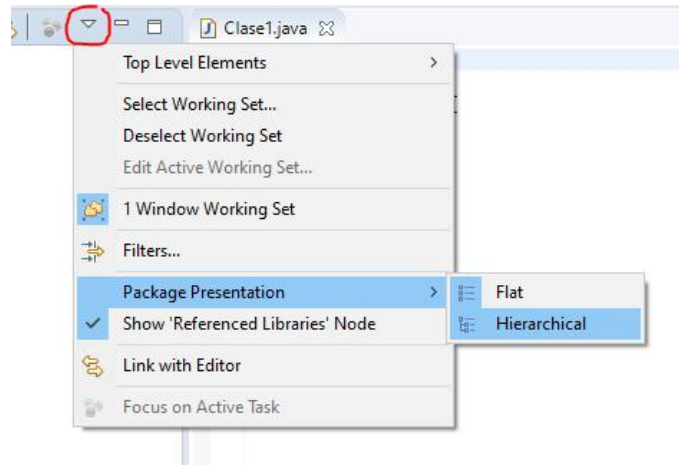 Clase1.java
Top Level Elements
Select Working Set...
Deselect Working Set
Edit Active Working Set...
1 Window Working Set
Filters...
Package Presentation
Flat
Show 'Referenced Libraries' Node
Hierarchical
Link with Editor
Focus on Active Task